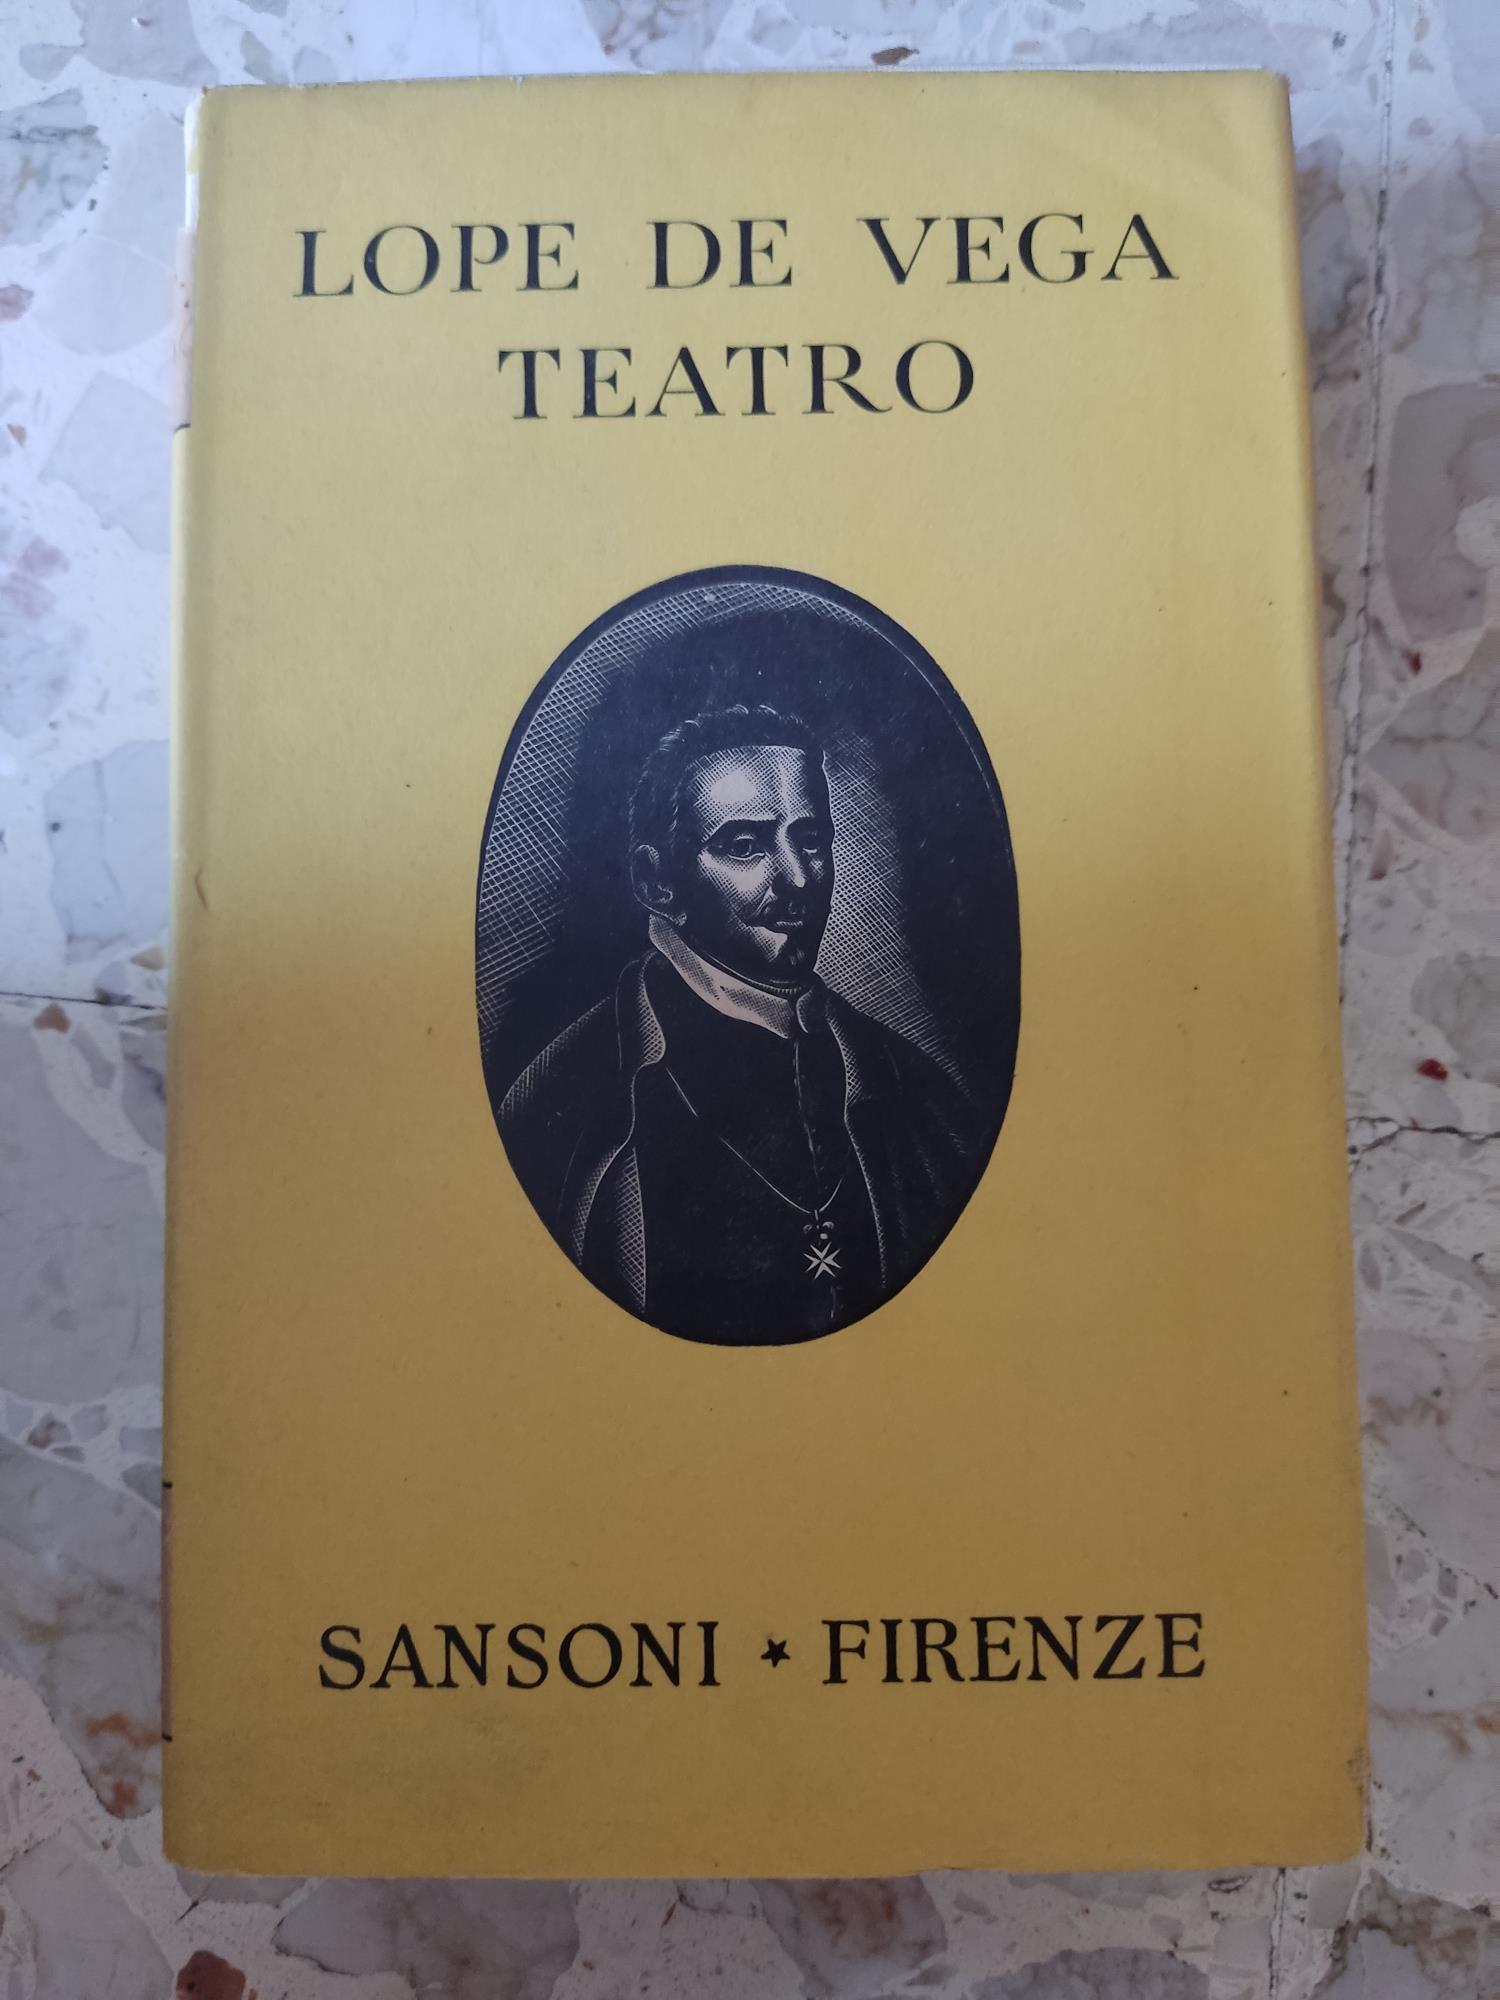 LOPE DE VEGA
TEATRO
SANSONI ★ FIRENZE